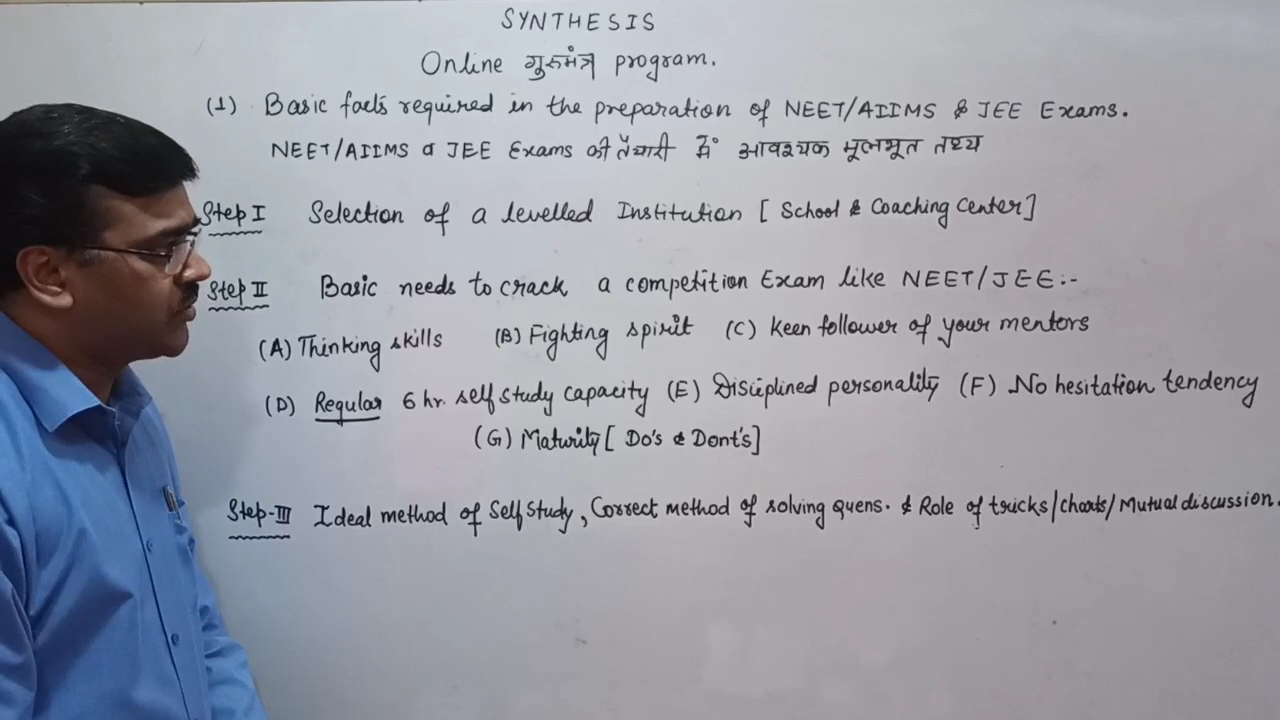 SYNTHESIS
Online गुरुमंत्र program.
(1) Basic facts required in the preparation of NEET/AIIMS & JEE Exams.
NEET/AIIMS व JEE Exams की तैयारी में आवश्यक मूलभूत तथ्य
Step I Selection of a levelled Institution [School & Coaching Center]
Step II Basic needs to crack a competition Exam like NEET/JEE:-
(A) Thinking skills (B) Fighting spirit (C) Keen follower of your mentors
(D) Regular 6 hr. self study capacity (E) Disciplined personality (F) No hesitation tendency
(G) Maturity [Do's & Dont's]
Step-III Ideal method of Self Study, Correct method of solving quens. & Role of tricks/charts/Mutual discussion.